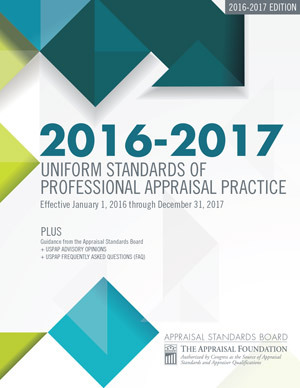 2016-2017 EDITION
2016-2017
UNIFORM STANDARDS OF
PROFESSIONAL APPRAISAL PRACTICE
Effective January 1, 2016 through December 31, 2017
PLUS
Guidance from the Appraisal Standards Board
+ USPAP ADVISORY OPINIONS
+ USPAP FREQUENTLY ASKED QUESTIONS (FAQ)
APPRAISAL STANDARDS BOARD
THE APPRAISAL FOUNDATION
Authorized by Congress as the Source of Appraisal
Standards and Appraiser Qualifications